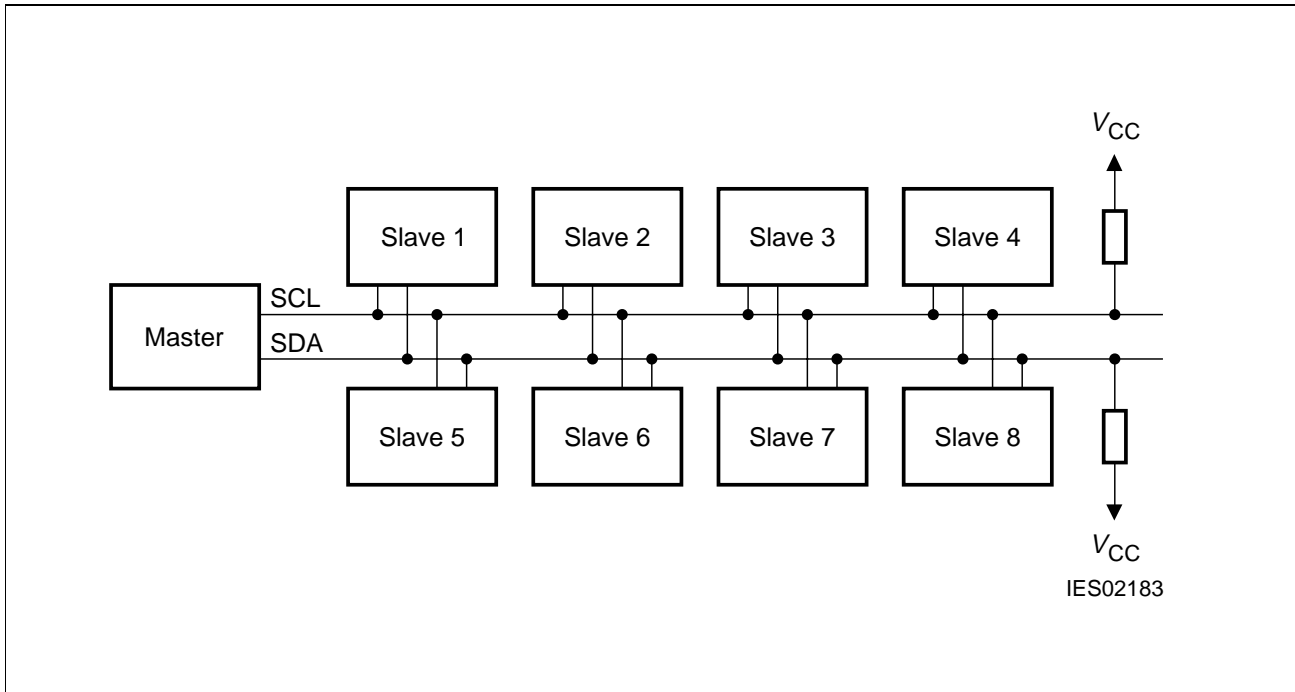 VCC
Slave 1
Slave 2
Slave 3
Slave 4
SCL
Master
SDA
Slave 5
Slave 6
Slave 7
Slave 8
VCC
IES02183